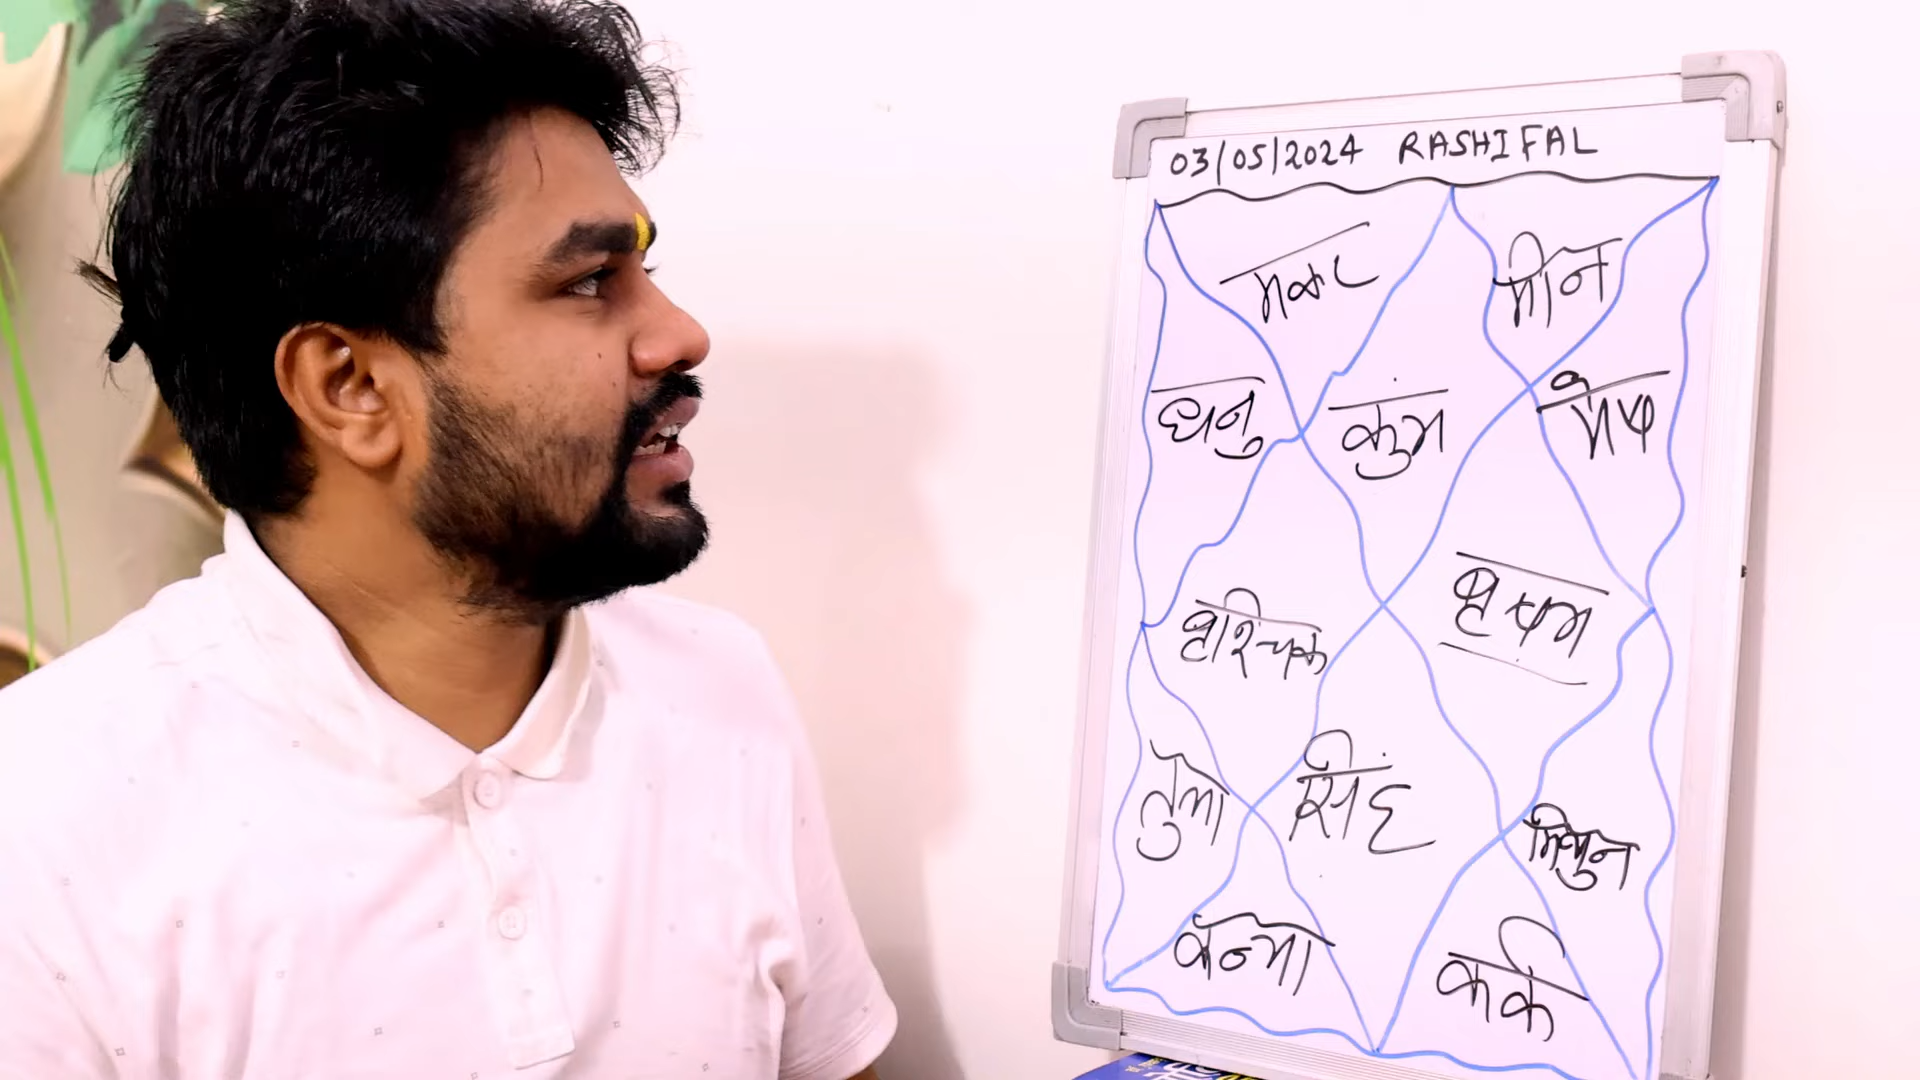 03/05/2024 RASHIFAL
मकर
मीन
धनु
कुंभ
मेष
वृश्चिक
वृषभ
तुला
सिंह
मिथुन
कन्या
कर्क